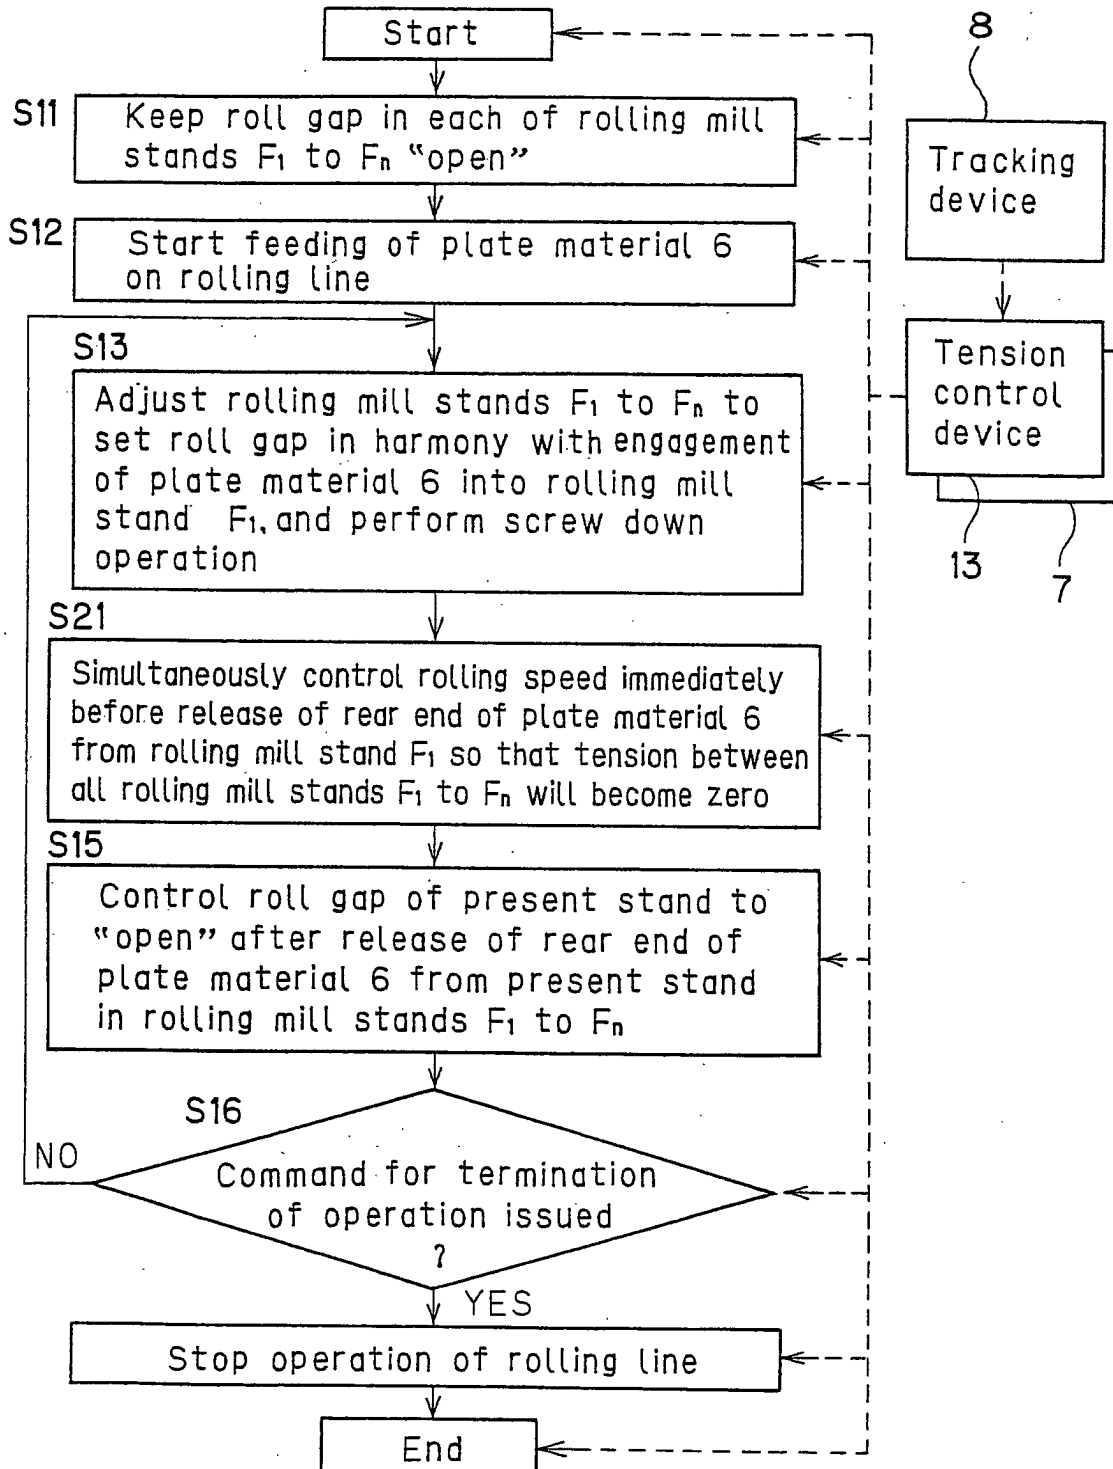 Start
S11
Keep roll gap in each of rolling mill
stands F1 to Fn “open”
S12
Start feeding of plate material 6
on rolling line
S13
Adjust rolling mill stands F1 to Fn to
set roll gap in harmony with engagement
of plate material 6 into rolling mill
stand F1, and perform screw down
operation
S21
Simultaneously control rolling speed immediately
before release of rear end of plate material 6
from rolling mill stand F1 so that tension between
all rolling mill stands F1 to Fn will become zero
S15
Control roll gap of present stand to
“open” after release of rear end of
plate material 6 from present stand
in rolling mill stands F1 to Fn
S16
NO
Command for termination
of operation issued
?
YES
Stop operation of rolling line
End
8
Tracking
device
Tension
control
device
13
7